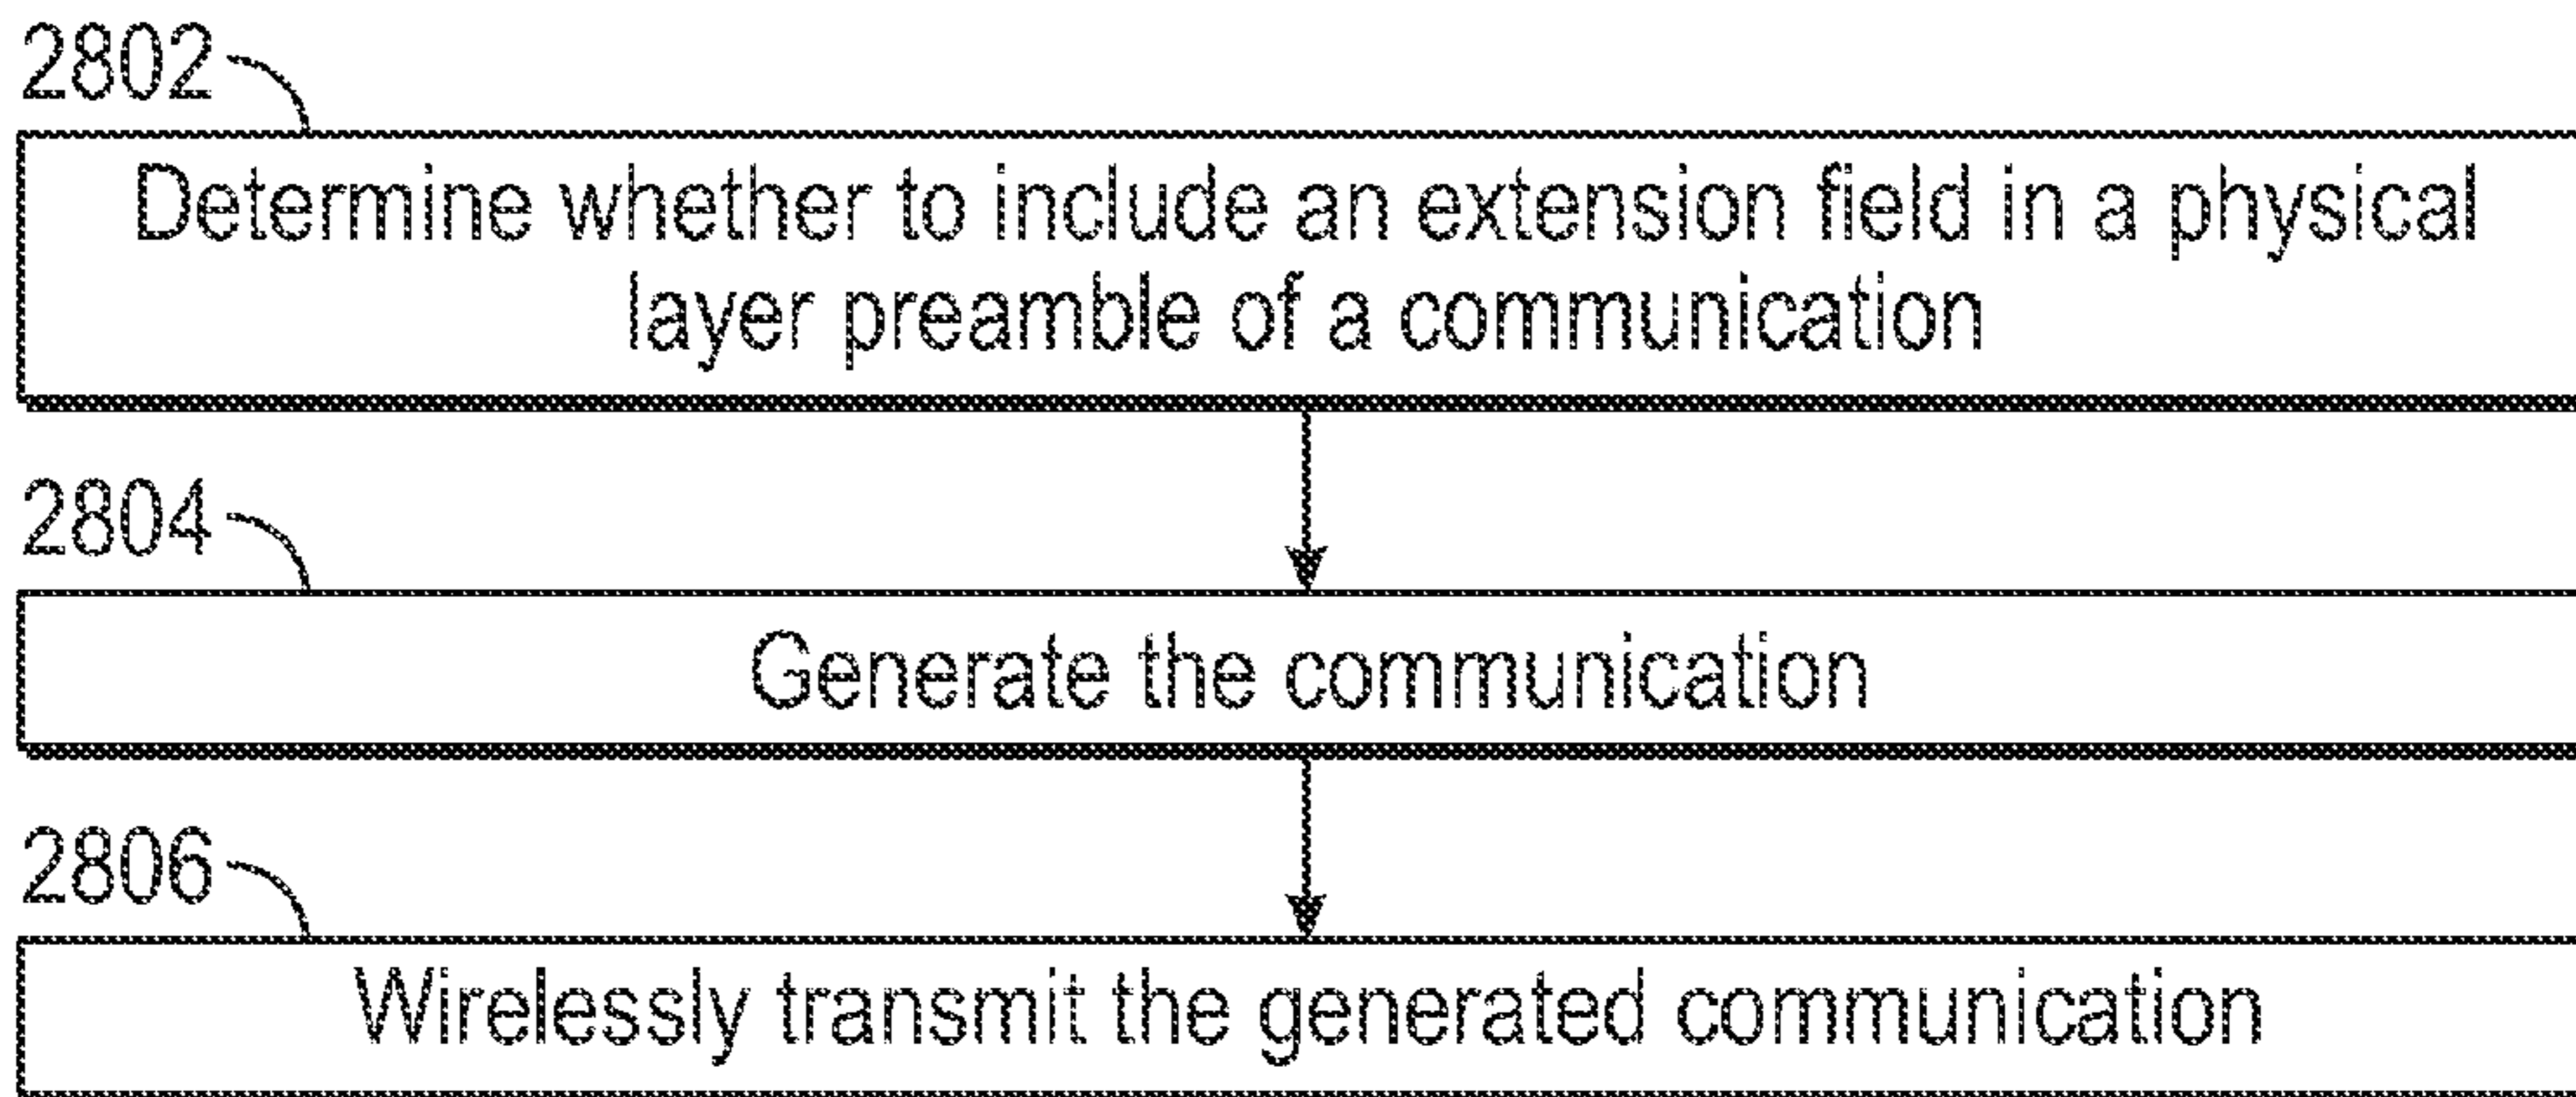 2802
Determine whether to include an extension field in a physical
layer preamble of a communication
2804
Generate the communication
2806
Wirelessly transmit the generated communication